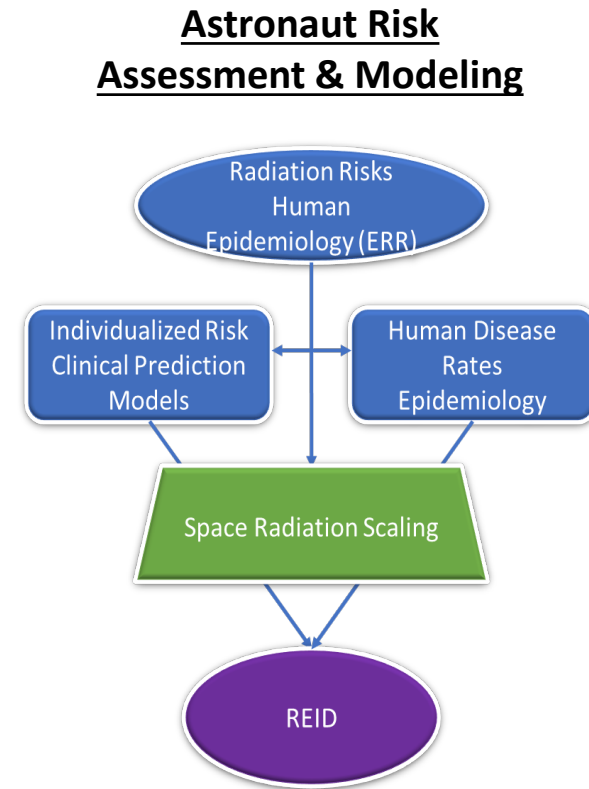 Astronaut Risk
Assessment & Modeling
Radiation Risks
Human
Epidemiology (ERR)
Individualized Risk
Clinical Prediction
Models
Human Disease
Rates
Epidemiology
Space Radiation Scaling
REID